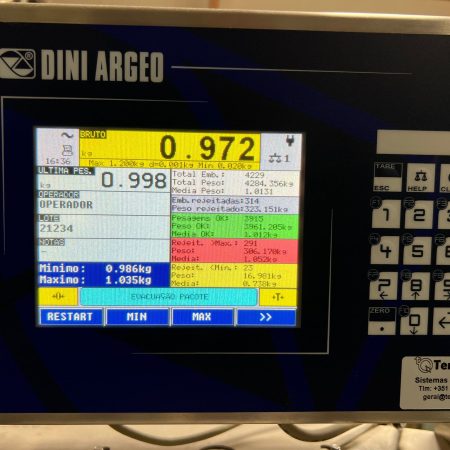 DINI ARGEO
BRUTO
kg
0.972
Max 1.200kg d=0.001kg Min 0.020kg
16:36
1
ULTIMA PES.
kg
0.998
OPERADOR
OPERADOR
LOTE
21234
NOTAS
-
Minimo: 0.986kg
Maximo: 1.035kg
Total Emb.: 4229
Total Peso: 4284.356kg
Media: 1.0131
Emb.rejeitadas:314
Peso rejeitado:323.151kg
Pesagens OK: 3915
Peso OK: 3961.205kg
Media OK: 1.012kg
Rejeit. >Max.: 291
Peso: 306.170kg
Media: 1.052kg
Rejeit. <Min.: 23
Peso: 16.981kg
Media: 0.738kg
→0←
EVACUAÇÃO PACOTE
→T←
RESTART
MIN
MAX
>>
TARE
ESC
HELP
1
2
3
4
5
6
7
8
9
ZERO
.
0
Sistemas
Tlm: +351